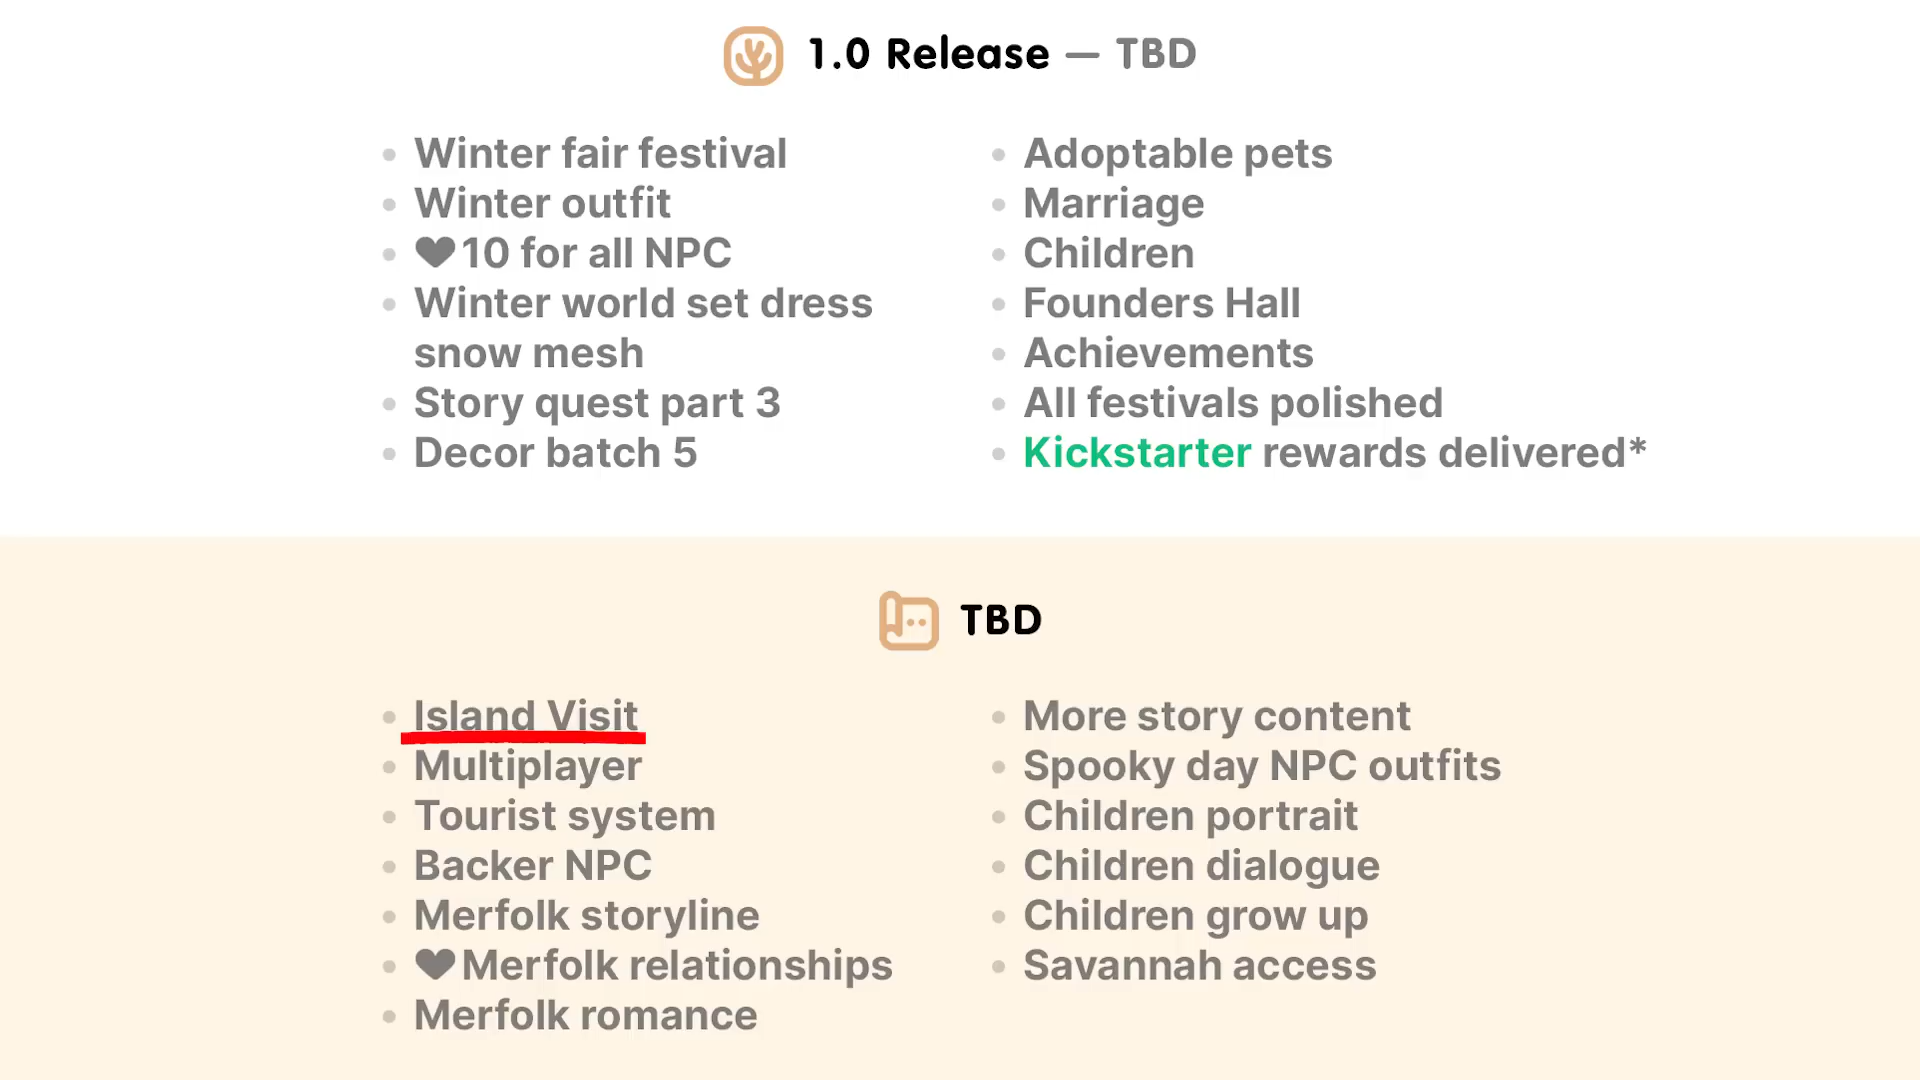 1.0 Release — TBD
Winter fair festival
Winter outfit
♥10 for all NPC
Winter world set dress
snow mesh
Story quest part 3
Decor batch 5
Adoptable pets
Marriage
Children
Founders Hall
Achievements
All festivals polished
Kickstarter rewards delivered*
TBD
Island Visit
Multiplayer
Tourist system
Backer NPC
Merfolk storyline
♥Merfolk relationships
Merfolk romance
More story content
Spooky day NPC outfits
Children portrait
Children dialogue
Children grow up
Savannah access